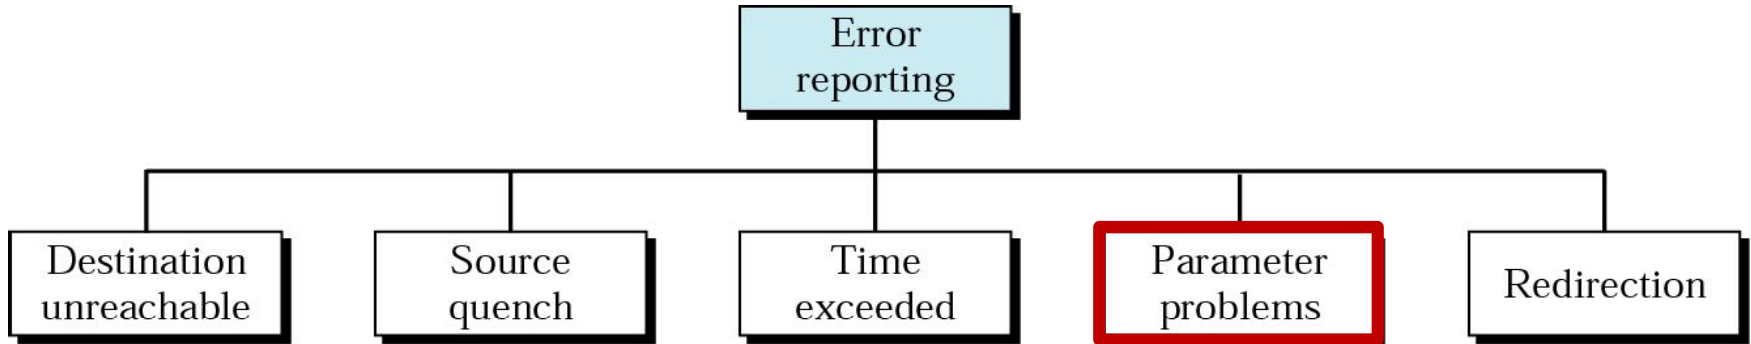 Error
reporting
Destination
unreachable
Source
quench
Time
exceeded
Parameter
problems
Redirection